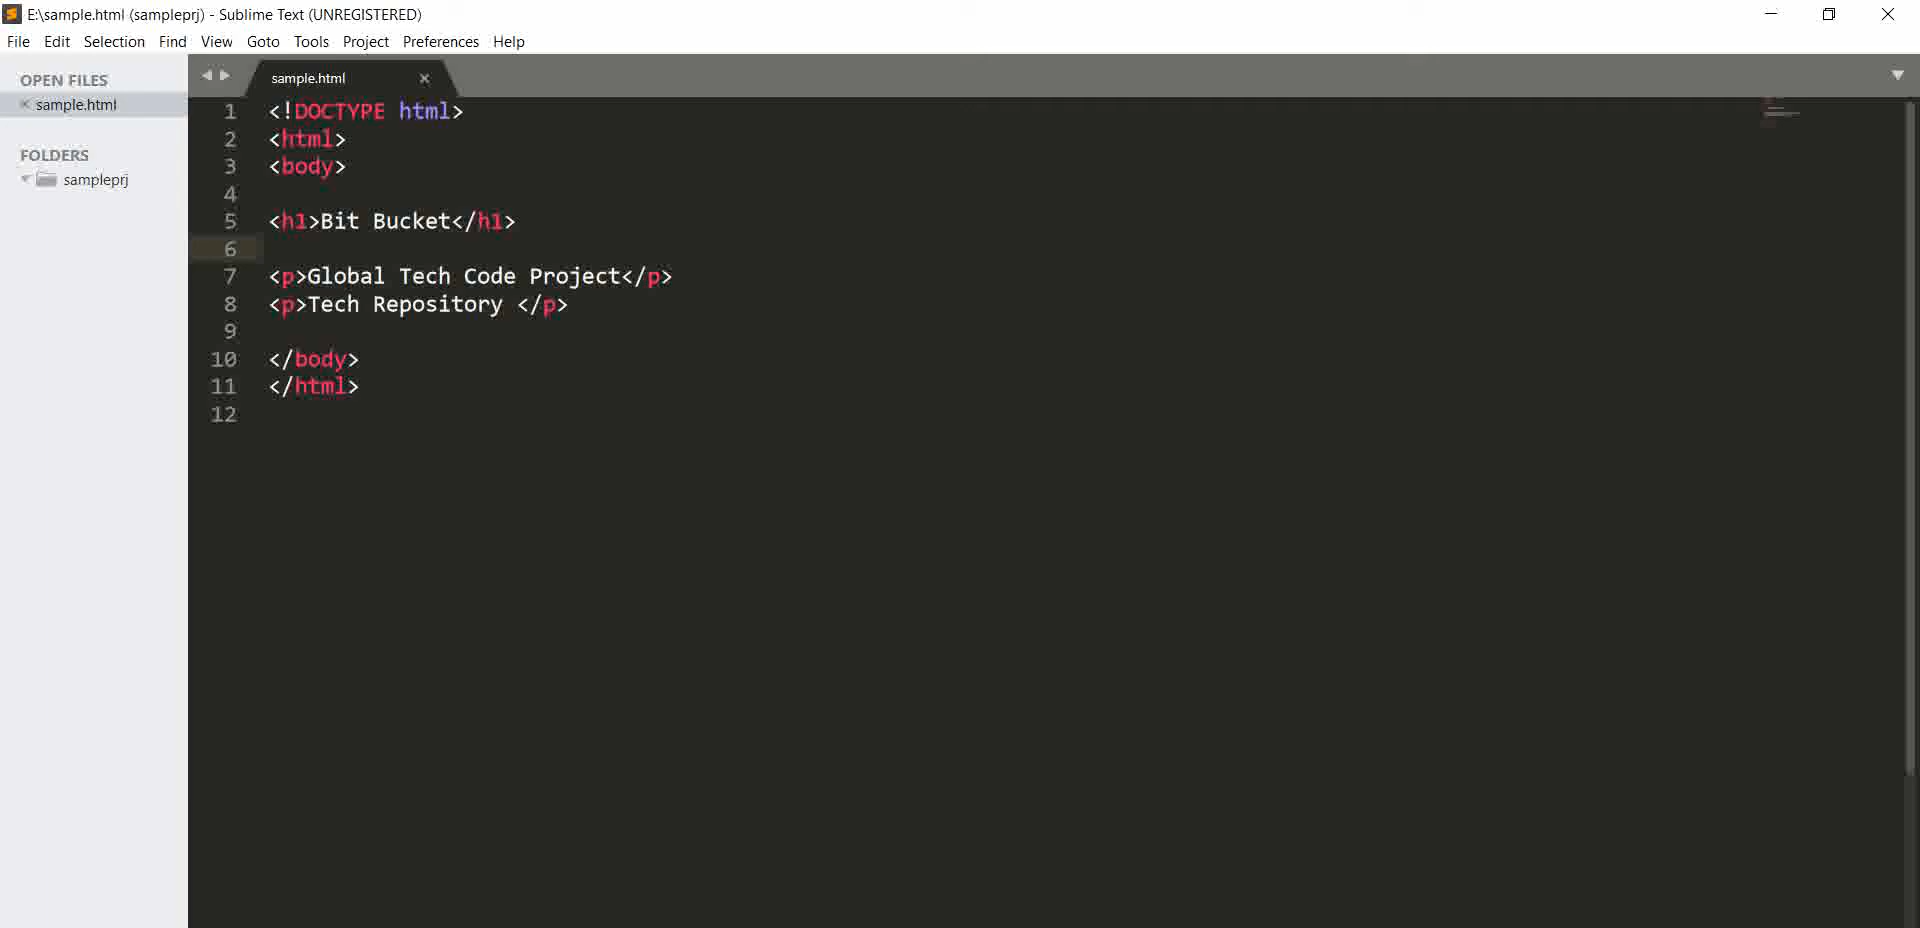 E:\sample.html (sampleprj) - Sublime Text (UNREGISTERED)
File Edit Selection Find View Goto Tools Project Preferences Help
OPEN FILES
sample.html
FOLDERS
sampleprj
sample.html
1 <!DOCTYPE html>
2 <html>
3 <body>
4
5 <h1>Bit Bucket</h1>
6
7 <p>Global Tech Code Project</p>
8 <p>Tech Repository </p>
9
10 </body>
11 </html>
12